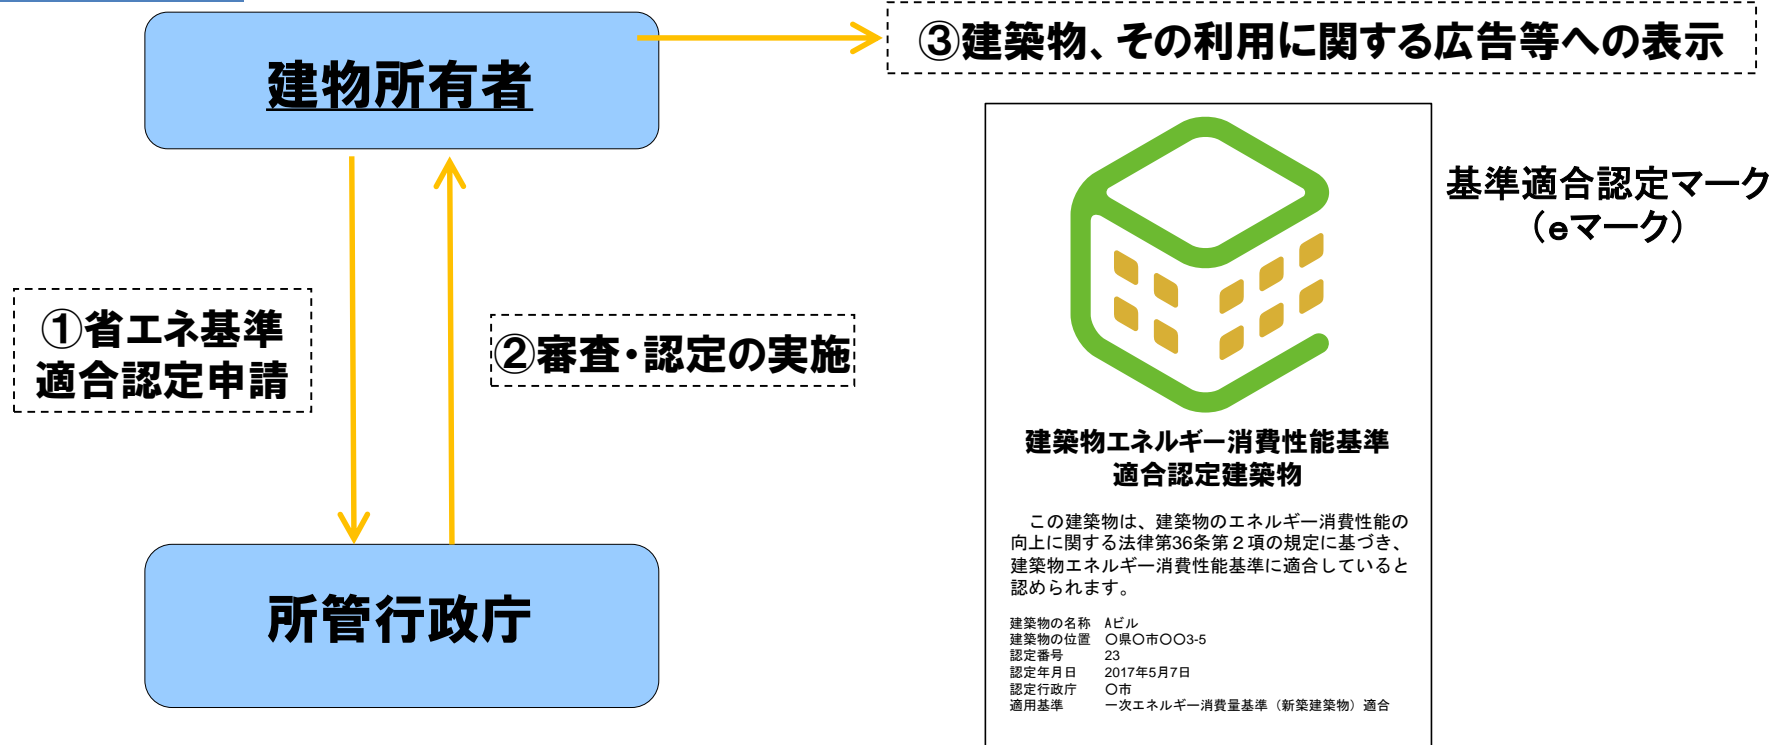 建物所有者
③建築物、その利用に関する広告等への表示
①省エネ基準
適合認定申請
②審査・認定の実施
所管行政庁
基準適合認定マーク
（eマーク）
建築物エネルギー消費性能基準
適合認定建築物
この建築物は、建築物のエネルギー消費性能の
向上に関する法律第36条第２項の規定に基づき、
建築物エネルギー消費性能基準に適合していると
認められます。
建築物の名称 Aビル
建築物の位置 〇県〇市〇〇3-5
認定番号 23
認定年月日 2017年5月7日
認定行政庁 〇市
適用基準 一次エネルギー消費量基準（新築建築物）適合